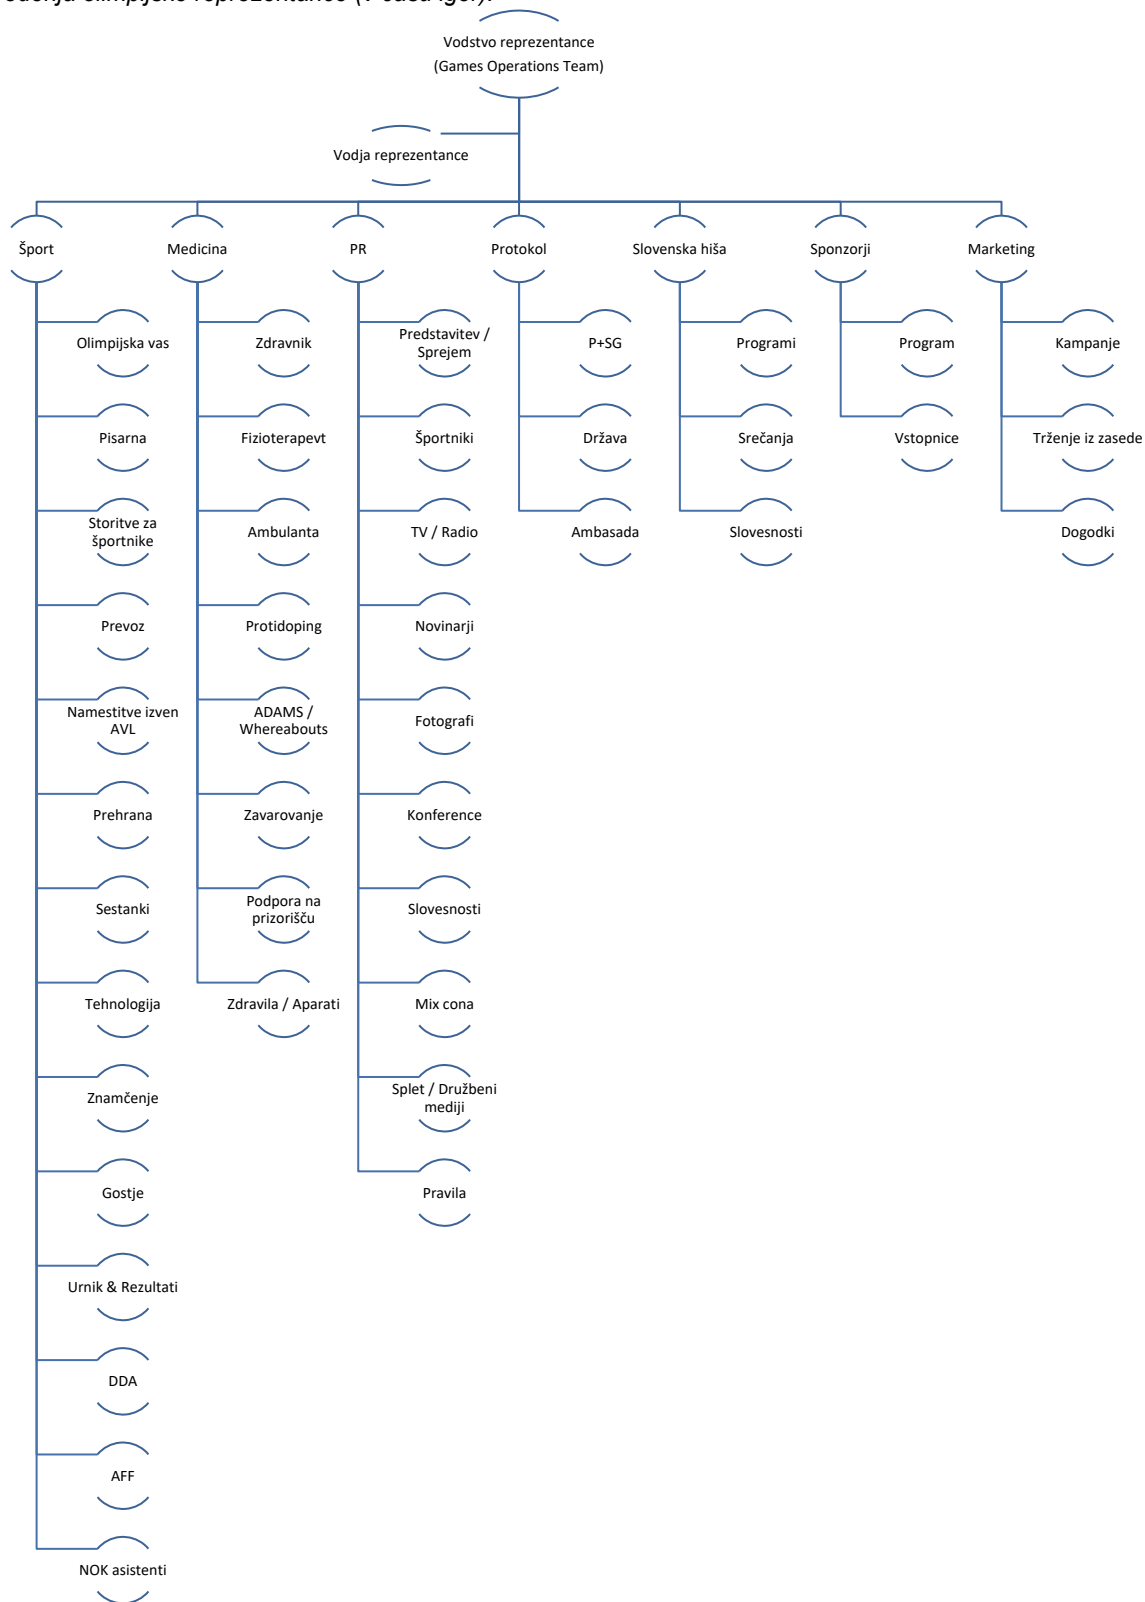 olimpijske reprezentance (v času iger).
Vodstvo reprezentance
(Games Operations Team)
Vodja reprezentance
Šport
Medicina
PR
Protokol
Slovenska hiša
Sponzorji
Marketing
Olimpijska vas
Pisarna
Storitve za
športnike
Prevoz
Namestitve izven
AVL
Prehrana
Sestanki
Tehnologija
Znamčenje
Gostje
Urnik & Rezultati
DDA
AFF
NOK asistenti
Zdravnik
Fizioterapevt
Ambulanta
Protidoping
ADAMS /
Whereabouts
Zavarovanje
Podpora na
prizorišču
Zdravila / Aparati
Predstavitev /
Sprejem
Športniki
TV / Radio
Novinarji
Fotografi
Konference
Slovesnosti
Mix cona
Splet / Družbeni
mediji
Pravila
P+SG
Država
Ambasada
Programi
Srečanja
Slovesnosti
Program
Vstopnice
Kampanje
Trženje iz zasede
Dogodki